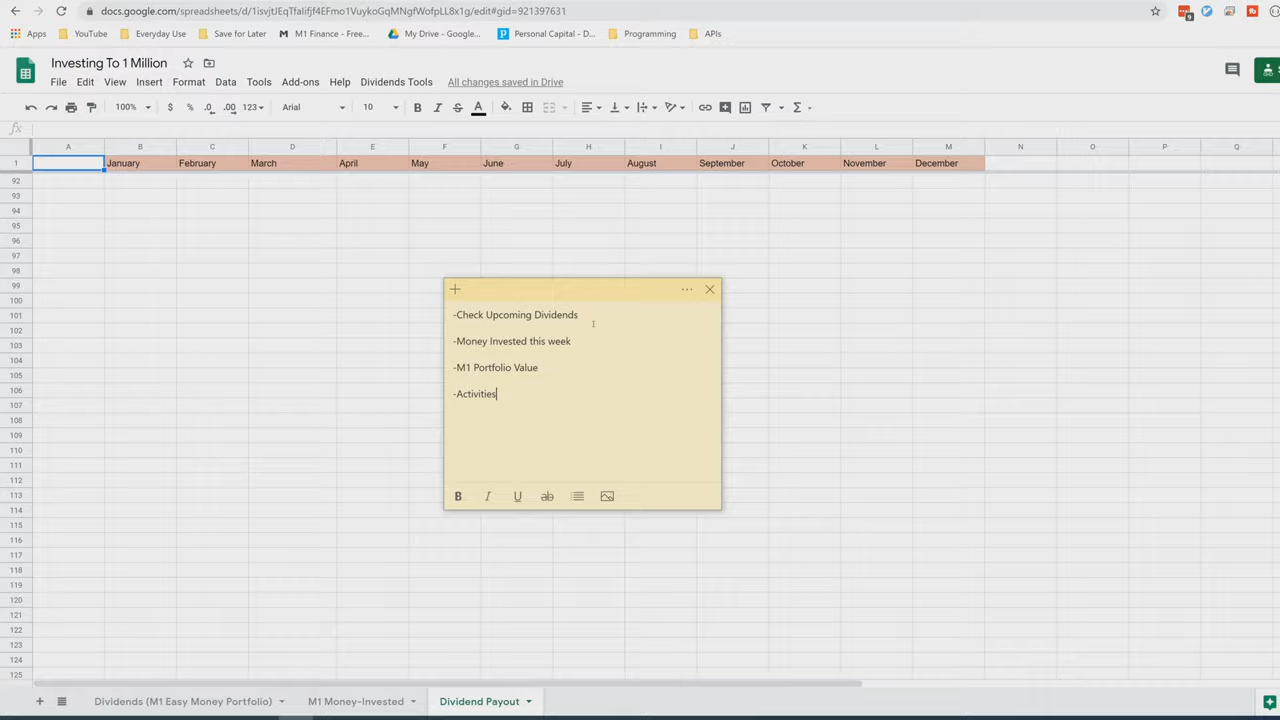 docs.google.com/spreadsheets/d/1isvjtJEqTfaIifjf4EFmo1VuykoGqMNgfWofpLL8x1g/edit#gid=921397631
9
Apps YouTube Everyday Use Save for Later M1 Finance - Free... My Drive - Google... Personal Capital - D... Programming APIs
Investing To 1 Million
File Edit View Insert Format Data Tools Add-ons Help Dividends Tools All changes saved in Drive
100% $ % .0 .00 123 Arial 10 B I S A
fx
A B C D E F G H I J K L M N O P Q
1 January February March April May June July August September October November December
92
93
94
95
96
97
98
99
100
101
102
103
104
105
106
107
108
109
110
111
112
113
114
115
116
117
118
119
120
121
122
123
124
125
-Check Upcoming Dividends
-Money Invested this week
-M1 Portfolio Value
-Activities
B I U ab
Dividends (M1 Easy Money Portfolio) M1 Money-Invested Dividend Payout